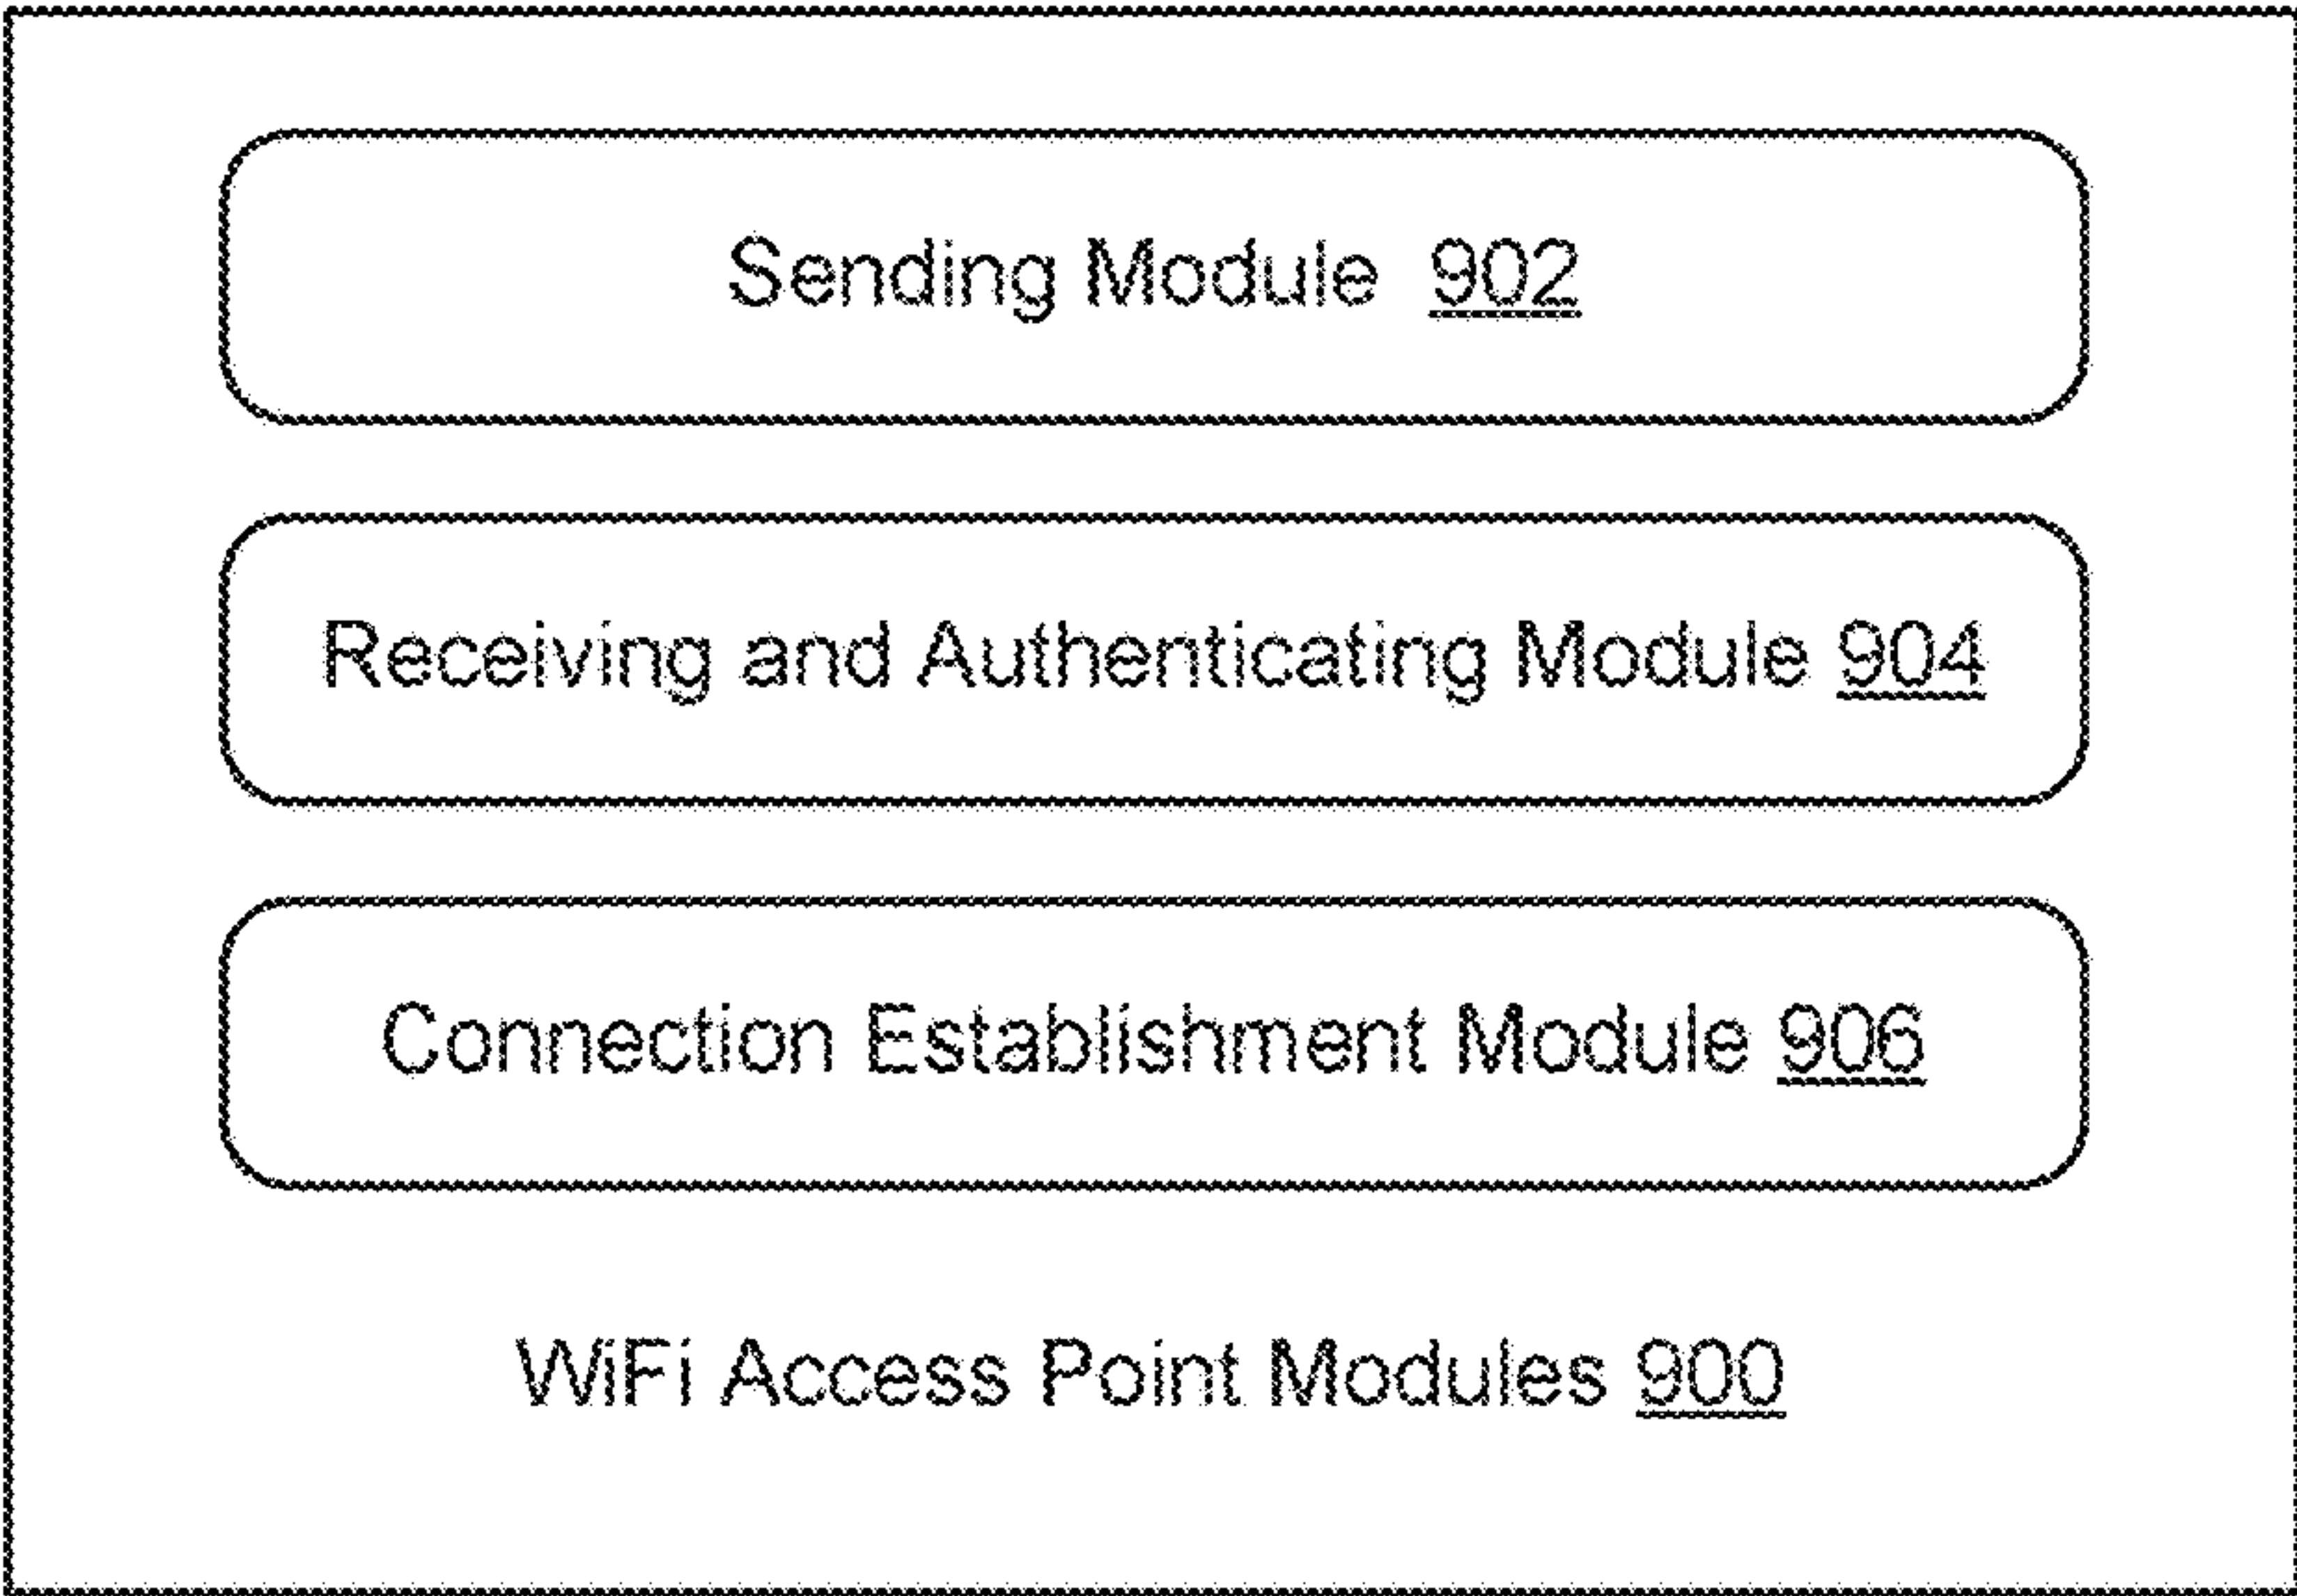 Sending Module 902
Receiving and Authenticating Module 904
Connection Establishment Module 906
WiFi Access Point Modules 900